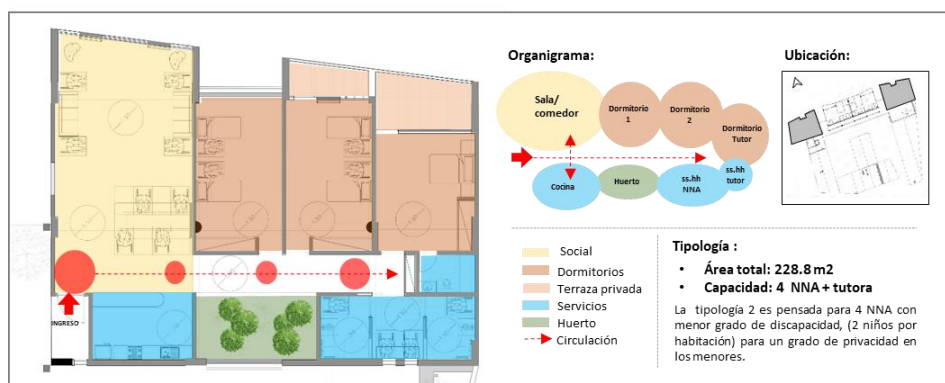 Organigrama:
Ubicación:
Sala/
comedor
Dormitorio
1
Dormitorio
2
Dormitorio
Tutor
Cocina
Huerto
ss.hh
NNA
ss.hh
tutor
INGRESO
Social
Dormitorios
Terraza privada
Servicios
Huerto
Circulación
Tipología :
• Área total: 228.8 m2
• Capacidad: 4 NNA + tutora
La tipología 2 es pensada para 4 NNA con
menor grado de discapacidad, (2 niños por
habitación) para un grado de privacidad en
los menores.